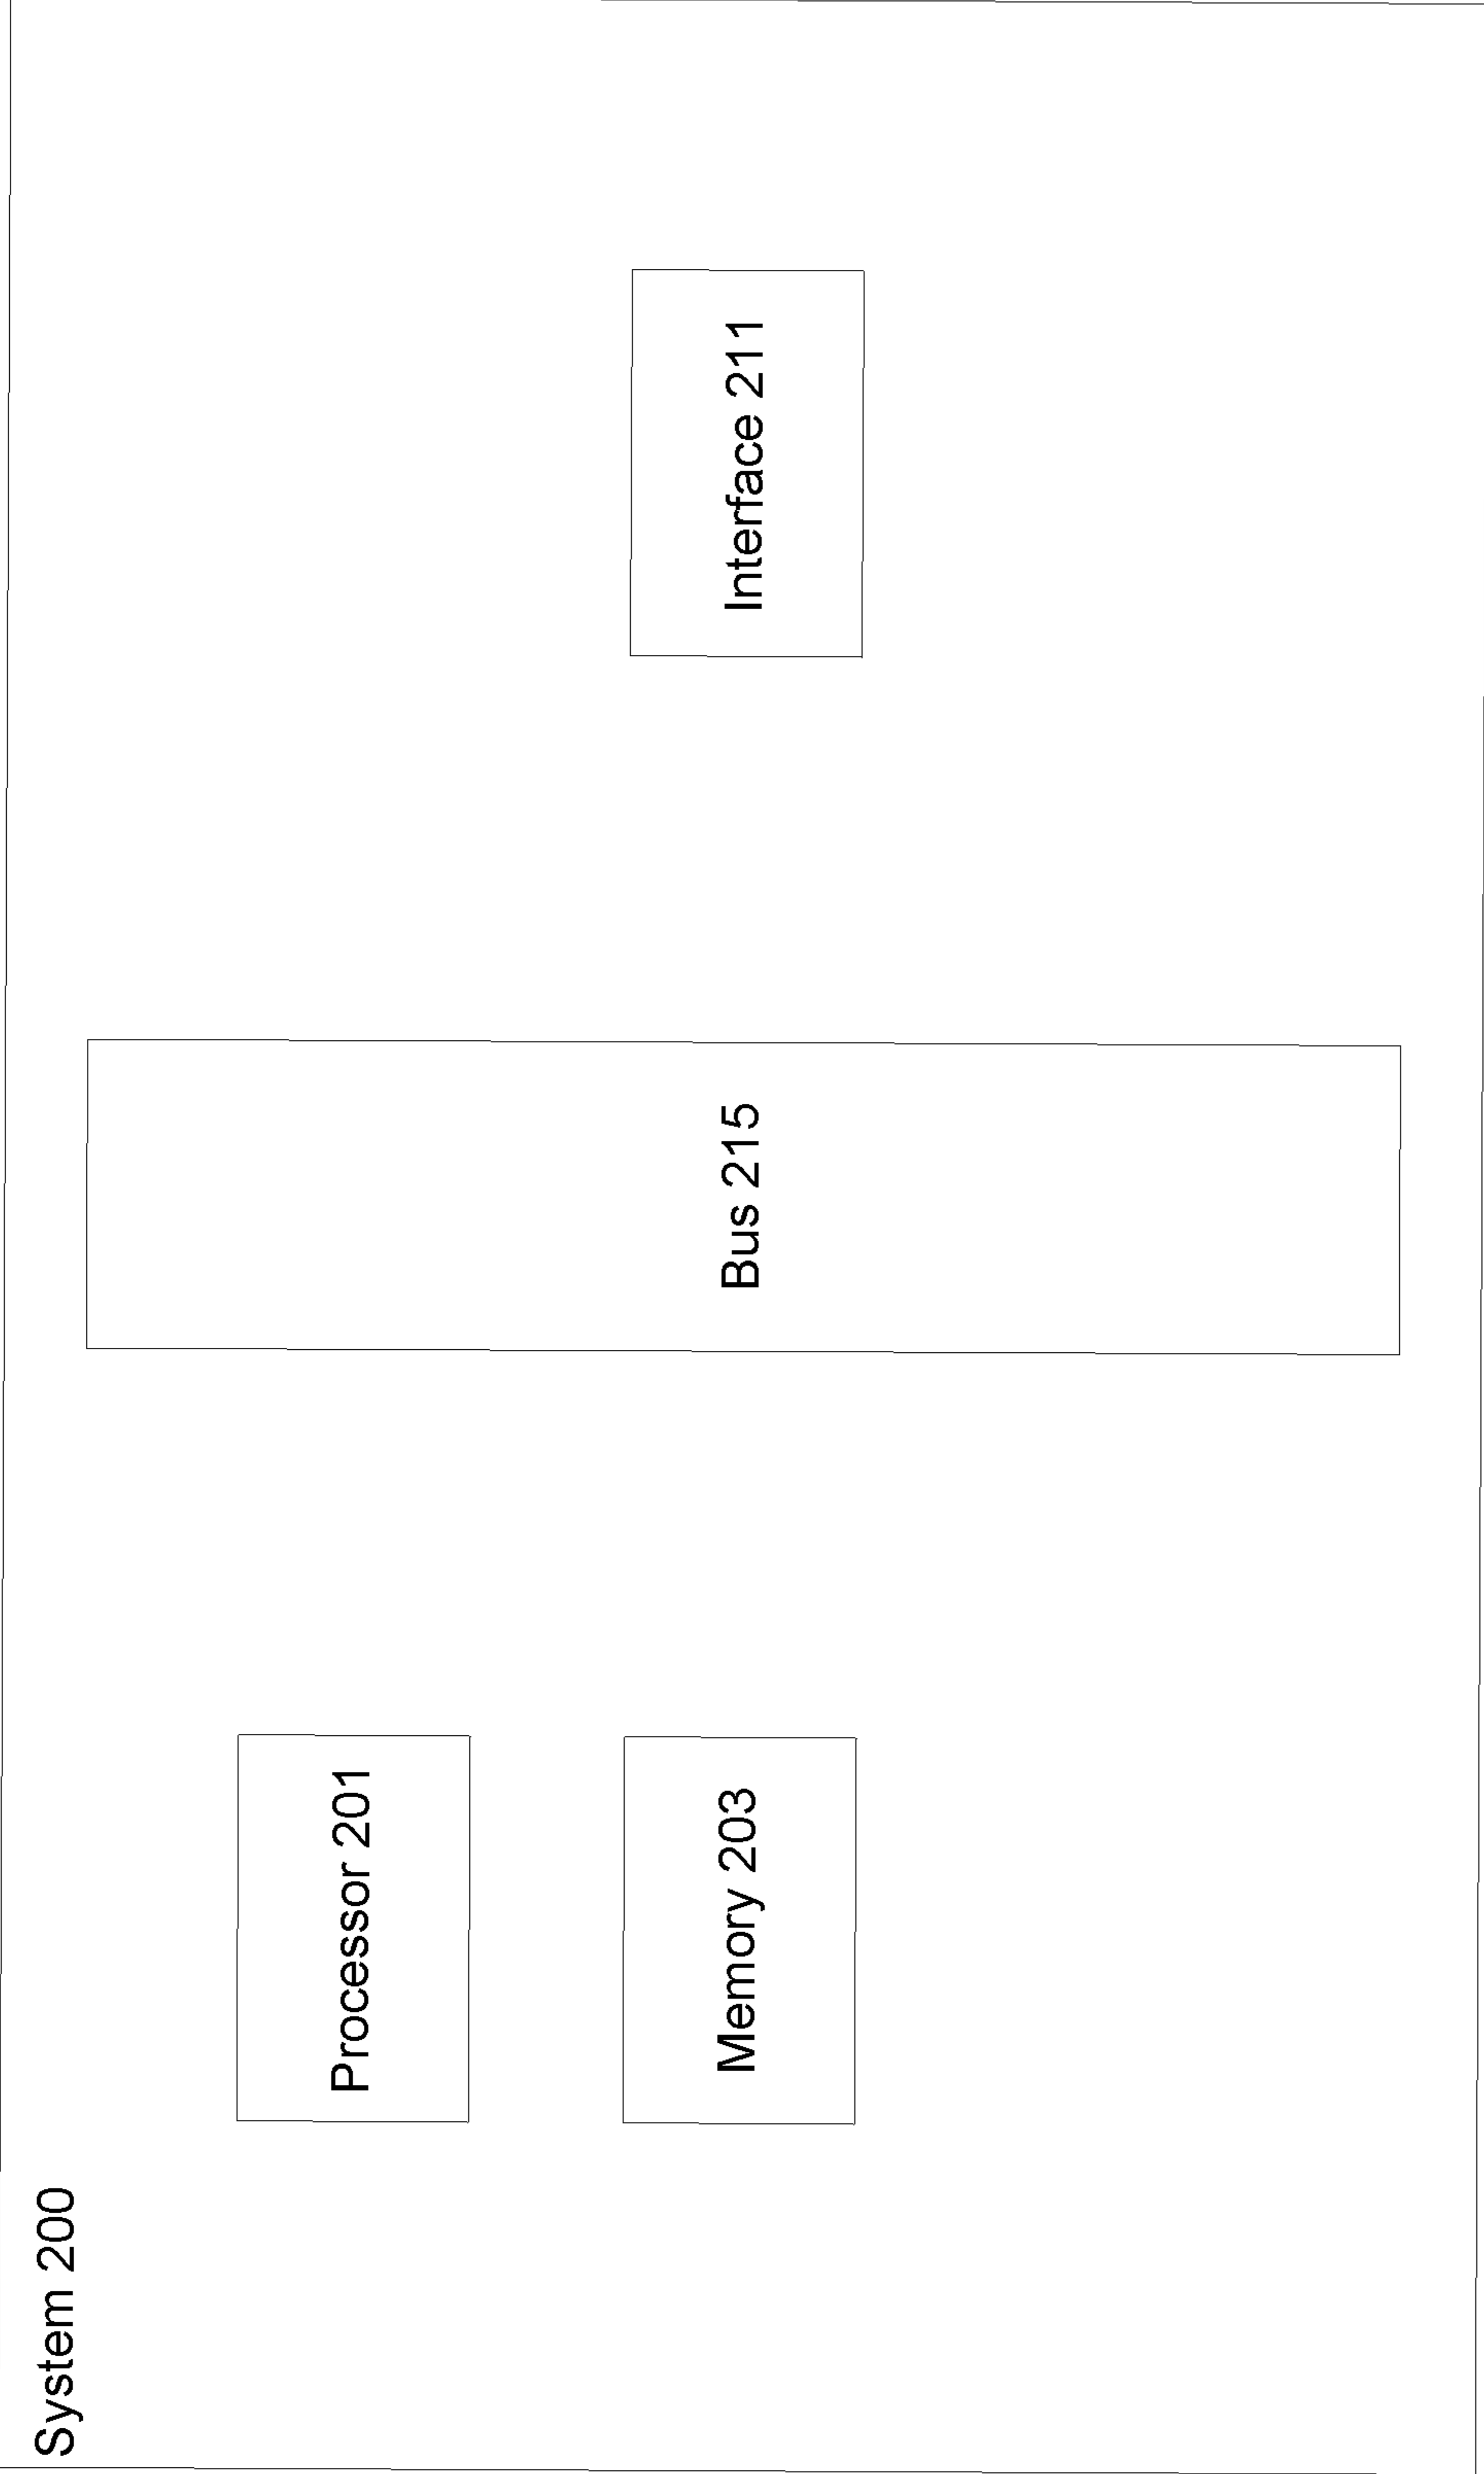 System 200
Processor 201
Memory 203
Bus 215
Interface 211